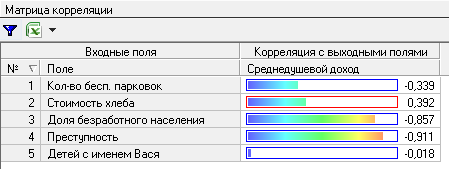 Матрица корреляции
Входные поля Корреляция с выходными полями
№ Поле Среднедушевой доход
1 Кол-во бесп. парковок -0,339
2 Стоимость хлеба 0,392
3 Доля безработного населения -0,857
4 Преступность -0,911
5 Детей с именем Вася -0,018